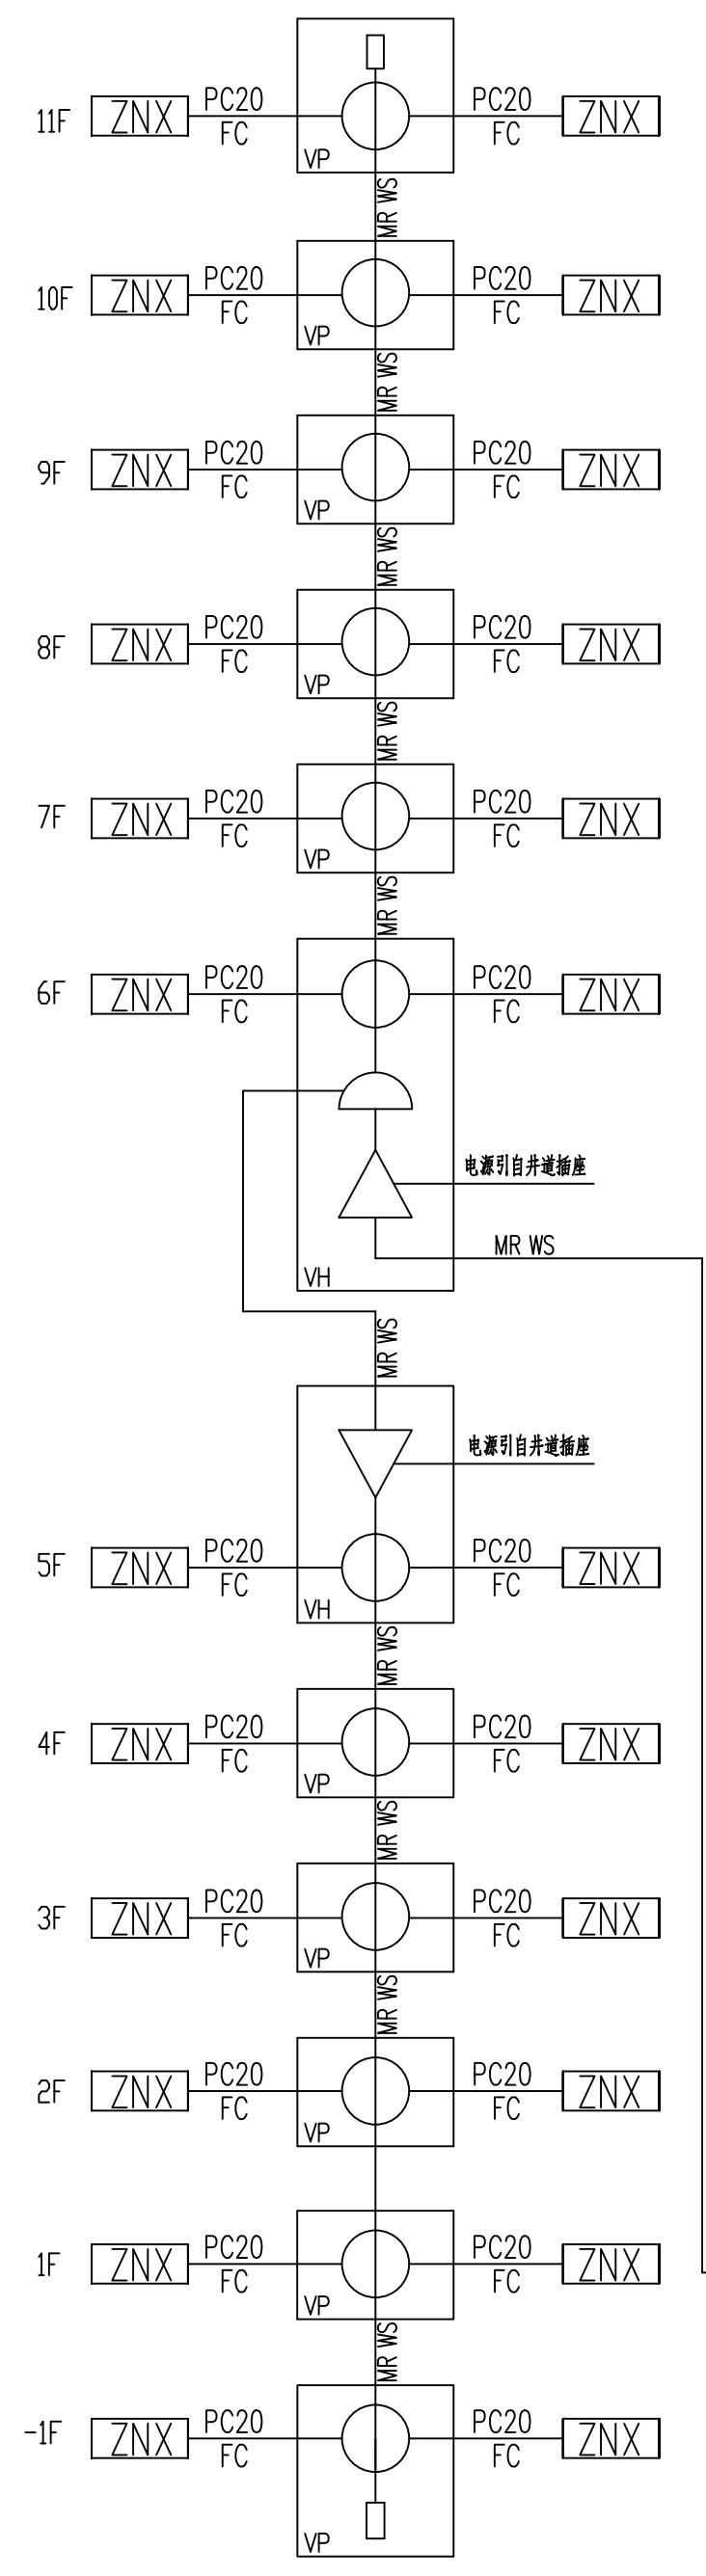 PC20 PC20
11F ZNX ZNX
FC FC
VP
MR WS
PC20 PC20
10F ZNX ZNX
FC FC
VP
MR WS
PC20 PC20
9F ZNX ZNX
FC FC
VP
MR WS
PC20 PC20
8F ZNX ZNX
FC FC
VP
MR WS
PC20 PC20
7F ZNX ZNX
FC FC
VP
MR WS
PC20 PC20
6F ZNX ZNX
FC FC
电源引自井道插座
MR WS
VH
MR WS
电源引自井道插座
PC20 PC20
5F ZNX ZNX
FC FC
VH
MR WS
PC20 PC20
4F ZNX ZNX
FC FC
VP
MR WS
PC20 PC20
3F ZNX ZNX
FC FC
VP
MR WS
PC20 PC20
2F ZNX ZNX
FC FC
VP
PC20 PC20
1F ZNX ZNX
FC FC
VP
MR WS
PC20 PC20
-1F ZNX ZNX
FC FC
VP